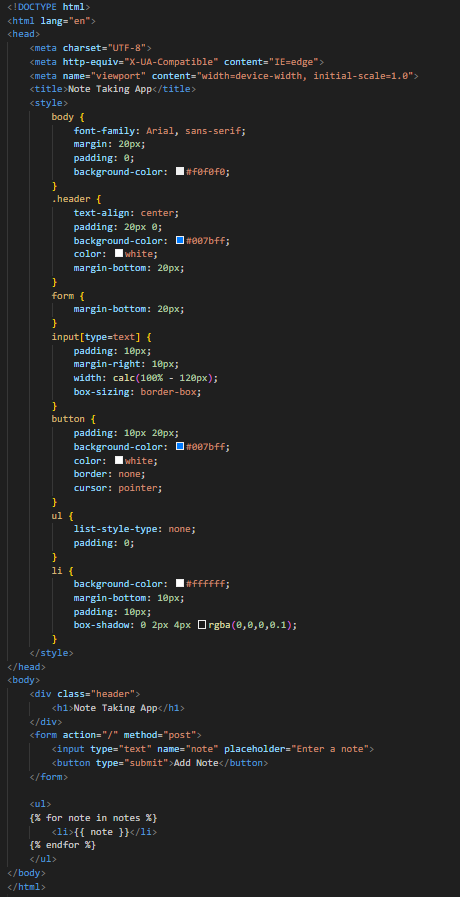 <!DOCTYPE html>
<html lang="en">
<head>
    <meta charset="UTF-8">
    <meta http-equiv="X-UA-Compatible" content="IE=edge">
    <meta name="viewport" content="width=device-width, initial-scale=1.0">
    <title>Note Taking App</title>
    <style>
        body {
            font-family: Arial, sans-serif;
            margin: 20px;
            padding: 0;
            background-color: #f0f0f0;
        }
        .header {
            text-align: center;
            padding: 20px 0;
            background-color: #007bff;
            color: white;
            margin-bottom: 20px;
        }
        form {
            margin-bottom: 20px;
        }
        input[type=text] {
            padding: 10px;
            margin-right: 10px;
            width: calc(100% - 120px);
            box-sizing: border-box;
        }
        button {
            padding: 10px 20px;
            background-color: #007bff;
            color: white;
            border: none;
            cursor: pointer;
        }
        ul {
            list-style-type: none;
            padding: 0;
        }
        li {
            background-color: #ffffff;
            margin-bottom: 10px;
            padding: 10px;
            box-shadow: 0 2px 4px rgba(0,0,0,0.1);
        }
    </style>
</head>
<body>
    <div class="header">
        <h1>Note Taking App</h1>
    </div>
    <form action="/" method="post">
        <input type="text" name="note" placeholder="Enter a note">
        <button type="submit">Add Note</button>
    </form>

    <ul>
    {% for note in notes %}
        <li>{{ note }}</li>
    {% endfor %}
    </ul>
</body>
</html>